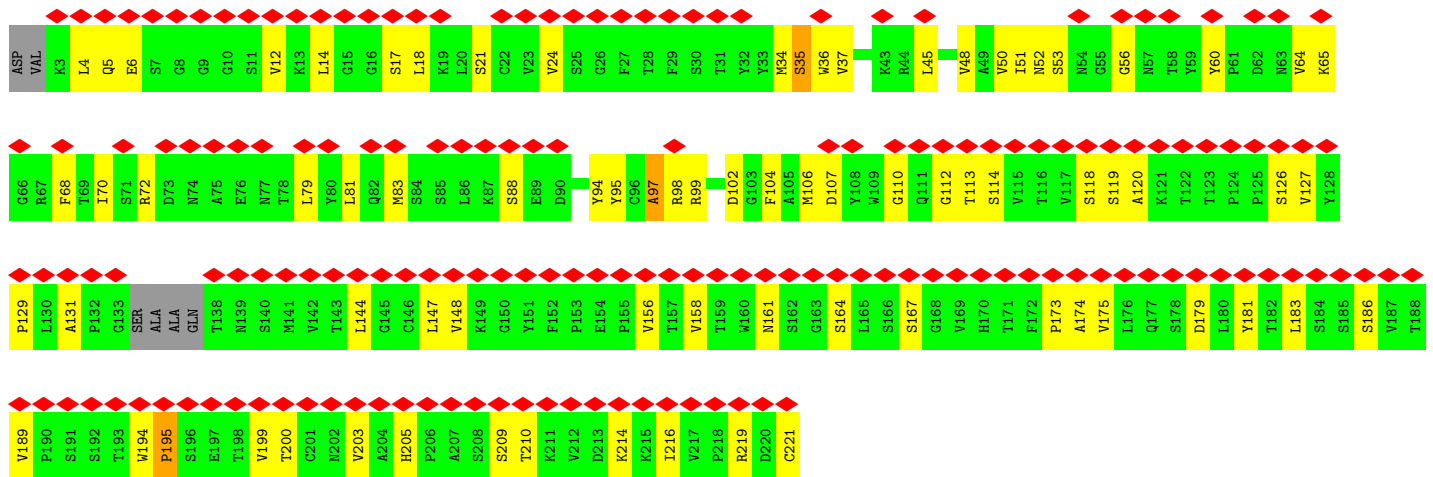 ASP VAL K3 L4 Q5 E6 S7 G8 G9 G10 S11 V12 K13 L14 G15 G16 S17 L18 K19 L20 S21 C22 V23 V24 S25 G26 F27 T28 F29 S30 T31 Y32 Y33 M34 S35 W36 V37 K43 R44 L45 V48 A49 V50 I51 N52 S53 N54 G55 G56 N57 T58 Y59 Y60 P61 D62 N63 V64 K65
G66 R67 F68 T69 I70 S71 R72 D73 N74 A75 E76 N77 T78 L79 Y80 L81 Q82 M83 S84 S85 L86 K87 S88 E89 D90 Y94 Y95 C96 A97 R98 R99 D102 G103 F104 A105 M106 D107 Y108 W109 G110 Q111 G112 T113 S114 V115 T116 V117 S118 S119 A120 K121 T122 T123 P124 P125 S126 V127 Y128
P129 L130 A131 P132 G133 SER ALA ALA GLN T138 N139 S140 M141 V142 T143 L144 G145 C146 L147 V148 K149 G150 Y151 F152 P153 E154 P155 V156 T157 V158 T159 W160 N161 S162 G163 S164 L165 S166 S167 G168 V169 H170 T171 F172 P173 A174 V175 L176 Q177 S178 D179 L180 Y181 T182 L183 S184 S185 S186 V187 T188
V189 P190 S191 S192 T193 W194 P195 S196 E197 T198 V199 T200 C201 N202 V203 A204 H205 P206 A207 S208 S209 T210 K211 V212 D213 K214 K215 I216 V217 P218 R219 D220 C221